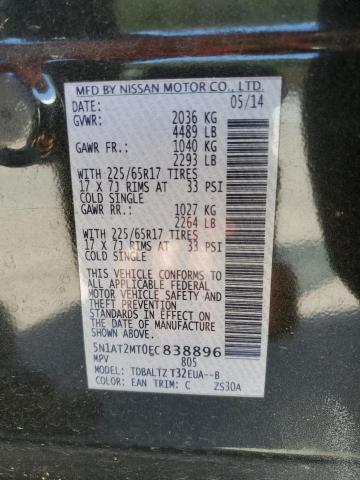 MFD BY NISSAN MOTOR CO., LTD.
DATE: 05/14
GVWR: 2036 KG
4489 LB
GAWR FR.: 1040 KG
2293 LB
WITH 225/65R17 TIRES
17 X 7J RIMS AT 33 PSI
COLD SINGLE
GAWR RR.: 1027 KG
2264 LB
WITH 225/65R17 TIRES
17 X 7J RIMS AT 33 PSI
COLD SINGLE
THIS VEHICLE CONFORMS TO
ALL APPLICABLE FEDERAL
MOTOR VEHICLE SAFETY
AND THEFT PREVENTION
STANDARDS IN EFFECT ON
THE DATE OF MANUFACTURE
SHOWN ABOVE.
5N1AT2MT0EC838896
MPV 805
MODEL: TDBALTZ T32EUA--B
COLOR: EAN TRIM: C ZS30A